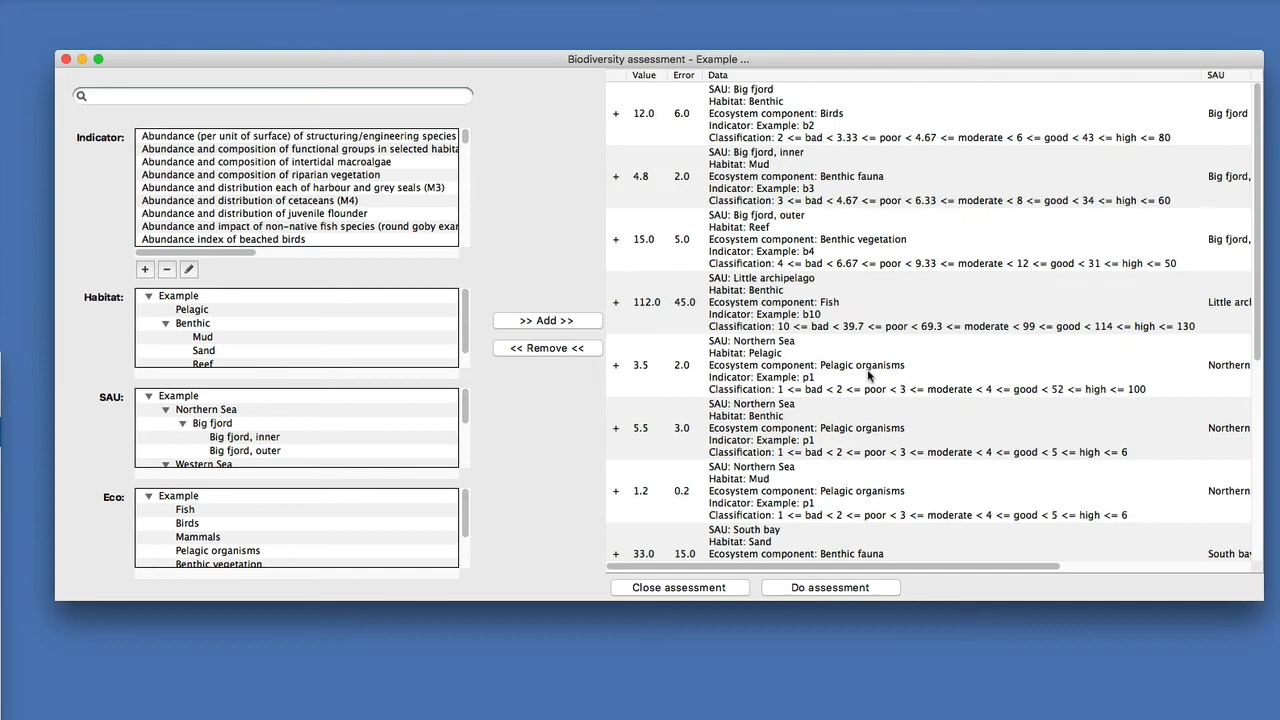 Biodiversity assessment - Example ...
Indicator:
Abundance (per unit of surface) of structuring/engineering species
Abundance and composition of functional groups in selected habita
Abundance and composition of intertidal macroalgae
Abundance and composition of riparian vegetation
Abundance and distribution each of harbour and grey seals (M3)
Abundance and distribution of cetaceans (M4)
Abundance and distribution of juvenile flounder
Abundance and impact of non-native fish species (round goby exar
Abundance index of beached birds
+ -
Habitat:
Example
Pelagic
Benthic
Mud
Sand
Reef
SAU:
Example
Northern Sea
Big fjord
Big fjord, inner
Big fjord, outer
Western Sea
Eco:
Example
Fish
Birds
Mammals
Pelagic organisms
Benthic vegetation
>> Add >>
<< Remove <<
Value Error Data SAU
SAU: Big fjord
Habitat: Benthic
+ 12.0 6.0 Ecosystem component: Birds Big fjord
Indicator: Example: b2
Classification: 2 <= bad < 3.33 <= poor < 4.67 <= moderate < 6 <= good < 43 <= high <= 80
SAU: Big fjord, inner
Habitat: Mud
+ 4.8 2.0 Ecosystem component: Benthic fauna Big fjord,
Indicator: Example: b3
Classification: 3 <= bad < 4.67 <= poor < 6.33 <= moderate < 8 <= good < 34 <= high <= 60
SAU: Big fjord, outer
Habitat: Reef
+ 15.0 5.0 Ecosystem component: Benthic vegetation Big fjord,
Indicator: Example: b4
Classification: 4 <= bad < 6.67 <= poor < 9.33 <= moderate < 12 <= good < 31 <= high <= 50
SAU: Little archipelago
Habitat: Benthic
+ 112.0 45.0 Ecosystem component: Fish Little arcl
Indicator: Example: b10
Classification: 10 <= bad < 39.7 <= poor < 69.3 <= moderate < 99 <= good < 114 <= high <= 130
SAU: Northern Sea
Habitat: Pelagic
+ 3.5 2.0 Ecosystem component: Pelagic organisms Northern
Indicator: Example: p1
Classification: 1 <= bad < 2 <= poor < 3 <= moderate < 4 <= good < 52 <= high <= 100
SAU: Northern Sea
Habitat: Benthic
+ 5.5 3.0 Ecosystem component: Pelagic organisms Northern
Indicator: Example: p1
Classification: 1 <= bad < 2 <= poor < 3 <= moderate < 4 <= good < 5 <= high <= 6
SAU: Northern Sea
Habitat: Mud
+ 1.2 0.2 Ecosystem component: Pelagic organisms Northern
Indicator: Example: p1
Classification: 1 <= bad < 2 <= poor < 3 <= moderate < 4 <= good < 5 <= high <= 6
SAU: South bay
Habitat: Sand
+ 33.0 15.0 Ecosystem component: Benthic fauna South bay
Close assessment
Do assessment